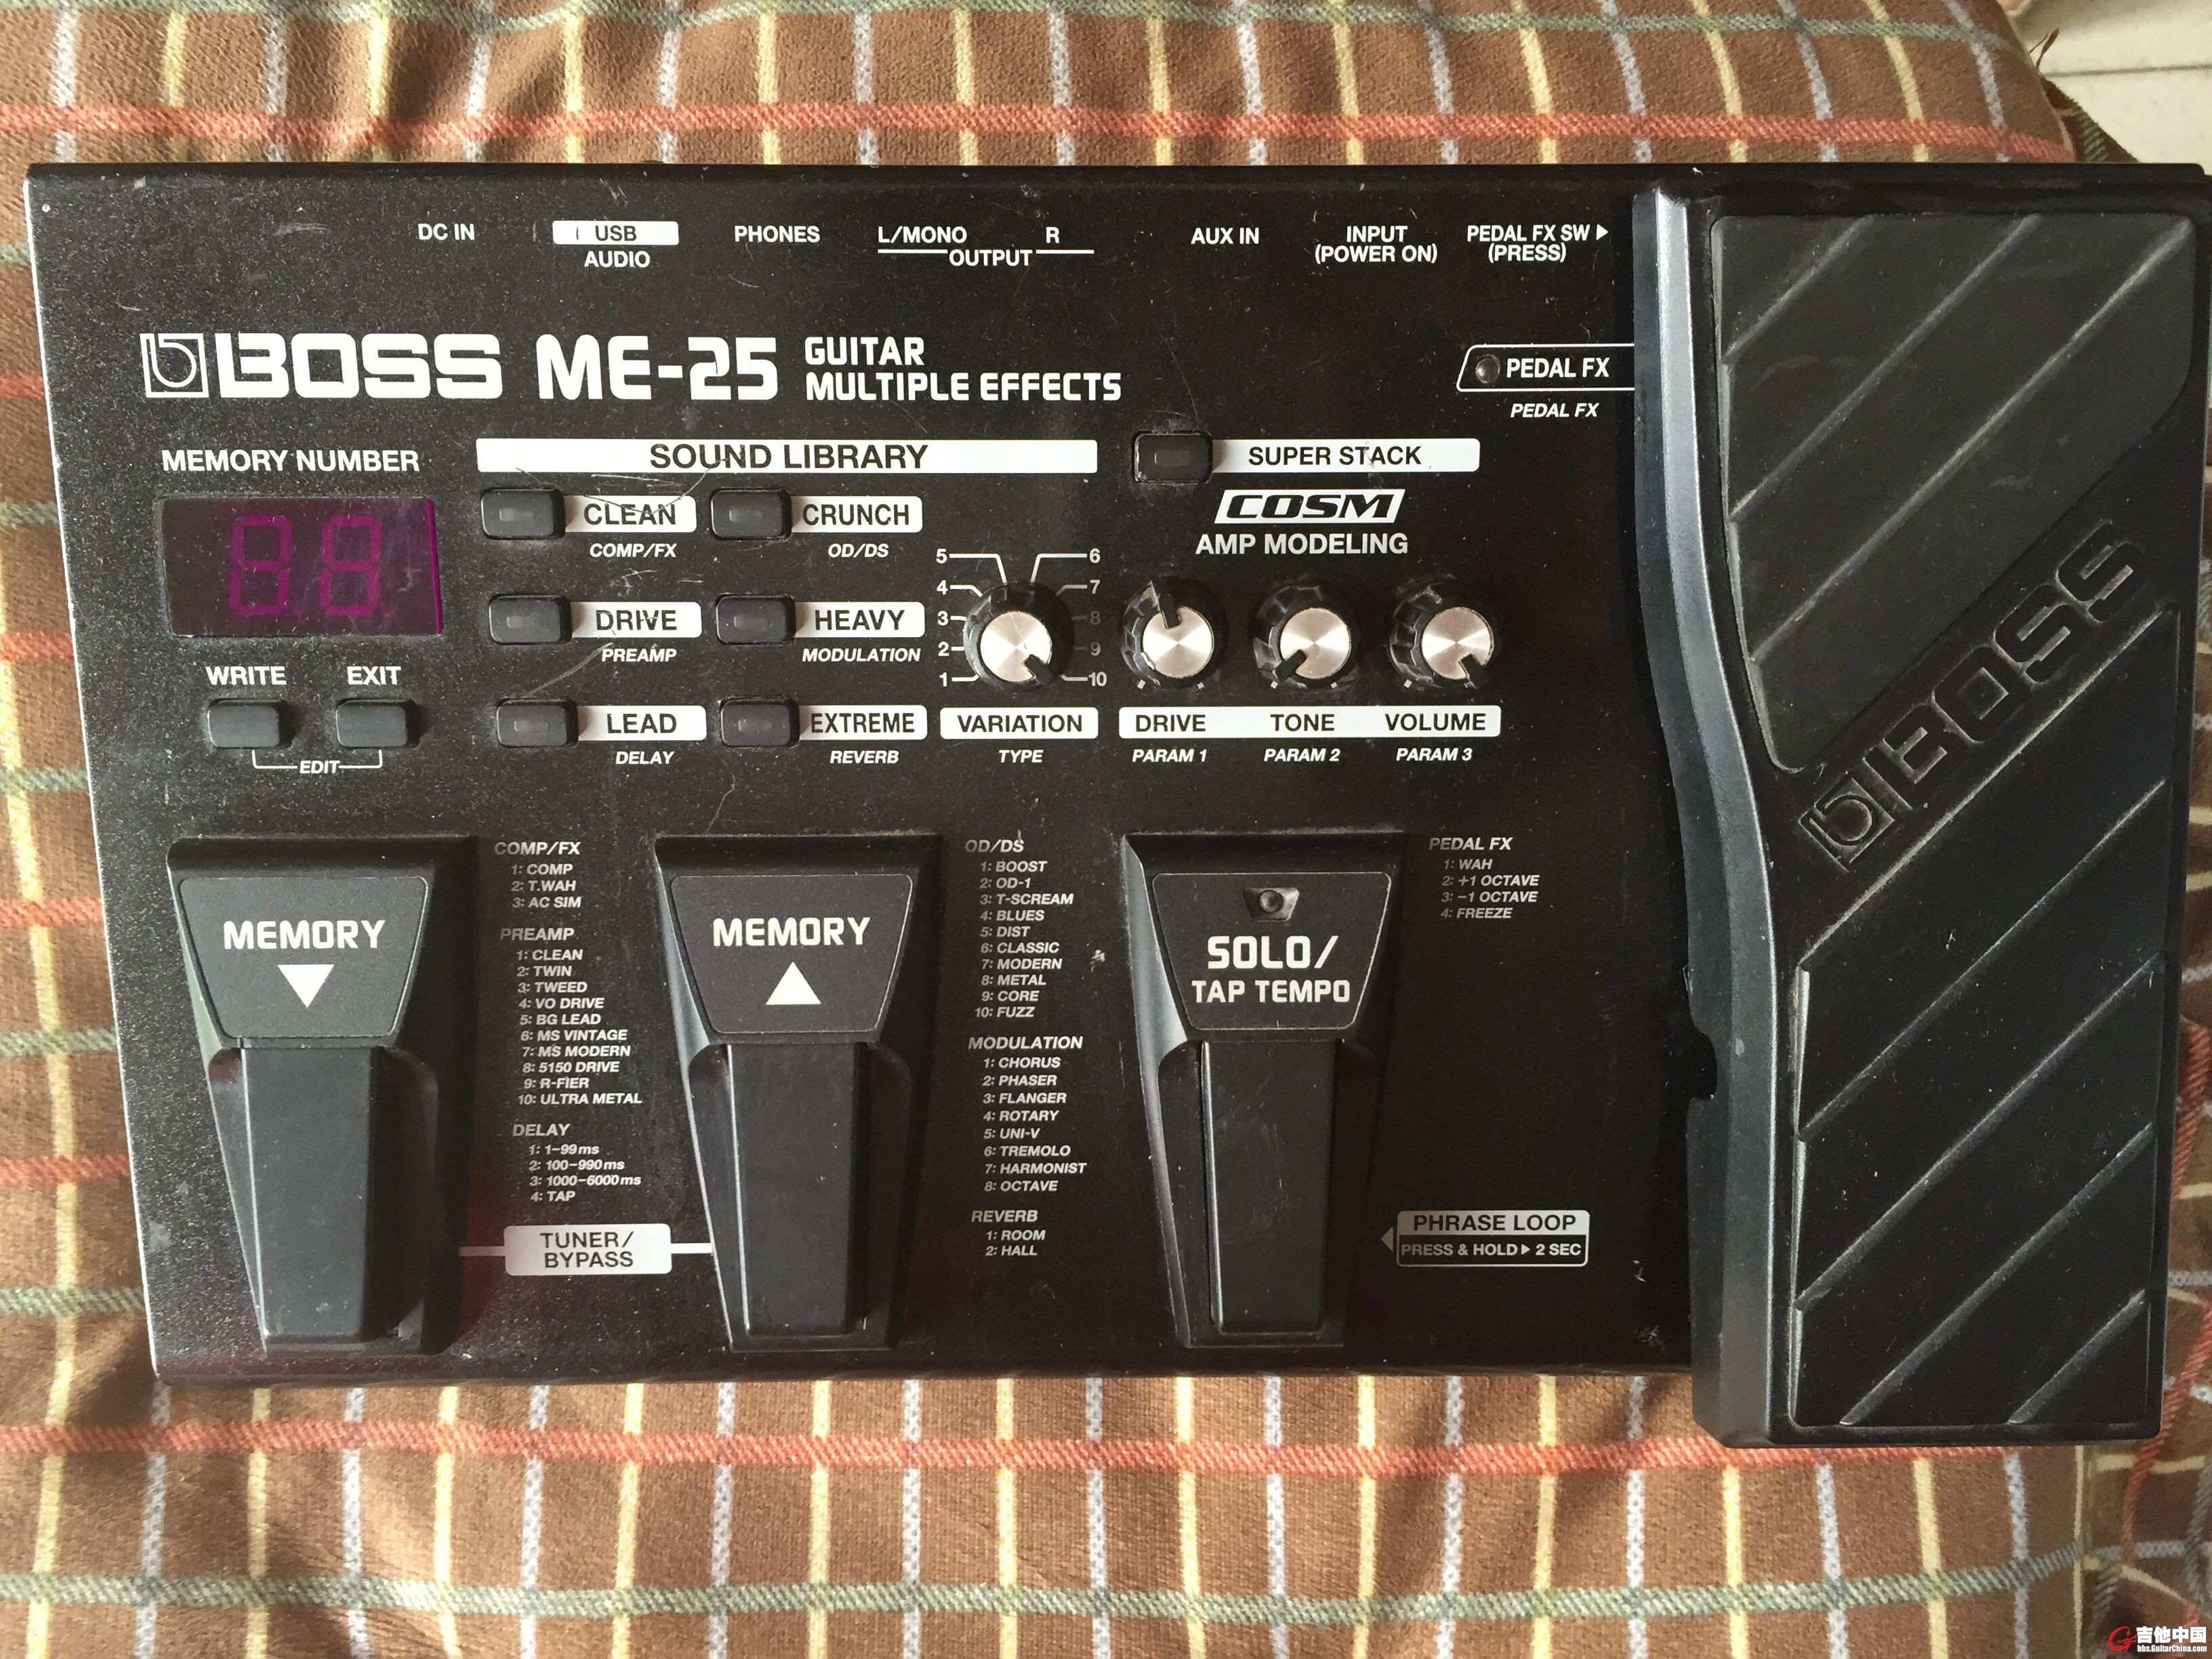 DC IN
USB
AUDIO
PHONES
L/MONO R
OUTPUT
AUX IN
INPUT
(POWER ON)
PEDAL FX SW ▶
(PRESS)
BOSS ME-25 GUITAR
MULTIPLE EFFECTS
PEDAL FX
PEDAL FX
MEMORY NUMBER
SOUND LIBRARY
SUPER STACK
COSM
AMP MODELING
88
CLEAN
COMP/FX
CRUNCH
OD/DS
DRIVE
PREAMP
HEAVY
MODULATION
LEAD
DELAY
EXTREME
REVERB
5 6
4 7
3 8
2 9
1 10
VARIATION
TYPE
DRIVE TONE VOLUME
PARAM 1 PARAM 2 PARAM 3
WRITE EXIT
EDIT
BOSS
MEMORY
▼
COMP/FX
1: COMP
2: T.WAH
3: AC SIM
PREAMP
1: CLEAN
2: TWIN
3: TWEED
4: VO DRIVE
5: BG LEAD
6: MS VINTAGE
7: MS MODERN
8: 5150 DRIVE
9: R-FIER
10: ULTRA METAL
DELAY
1: 1-99ms
2: 100-990ms
3: 1000-6000ms
4: TAP
TUNER/
BYPASS
MEMORY
▲
OD/DS
1: BOOST
2: OD-1
3: T-SCREAM
4: BLUES
5: DIST
6: CLASSIC
7: MODERN
8: METAL
9: CORE
10: FUZZ
MODULATION
1: CHORUS
2: PHASER
3: FLANGER
4: ROTARY
5: UNI-V
6: TREMOLO
7: HARMONIST
8: OCTAVE
REVERB
1: ROOM
2: HALL
SOLO/
TAP TEMPO
PEDAL FX
1: WAH
2: +1 OCTAVE
3: -1 OCTAVE
4: FREEZE
PHRASE LOOP
PRESS & HOLD ▶ 2 SEC
吉他中国
bbs.GuitarChina.com